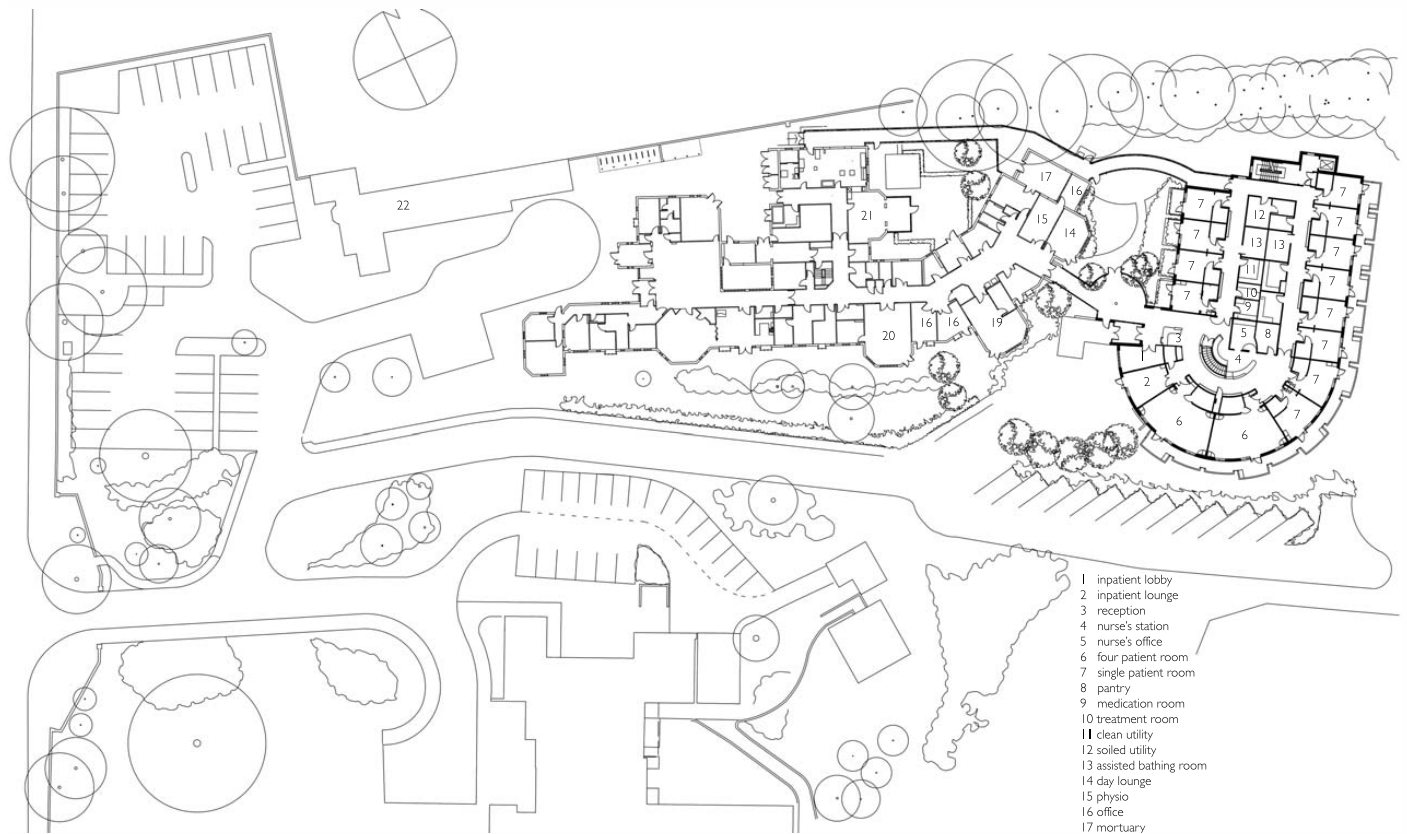 22
17
16
15
14
21
20
16
16
19
7
7
7
7
7
7
7
7
7
7
7
12
13
13
11
10
9
5
8
3
4
1
2
6
6
1 inpatient lobby
2 inpatient lounge
3 reception
4 nurse's station
5 nurse's office
6 four patient room
7 single patient room
8 pantry
9 medication room
10 treatment room
11 clean utility
12 soiled utility
13 assisted bathing room
14 day lounge
15 physio
16 office
17 mortuary